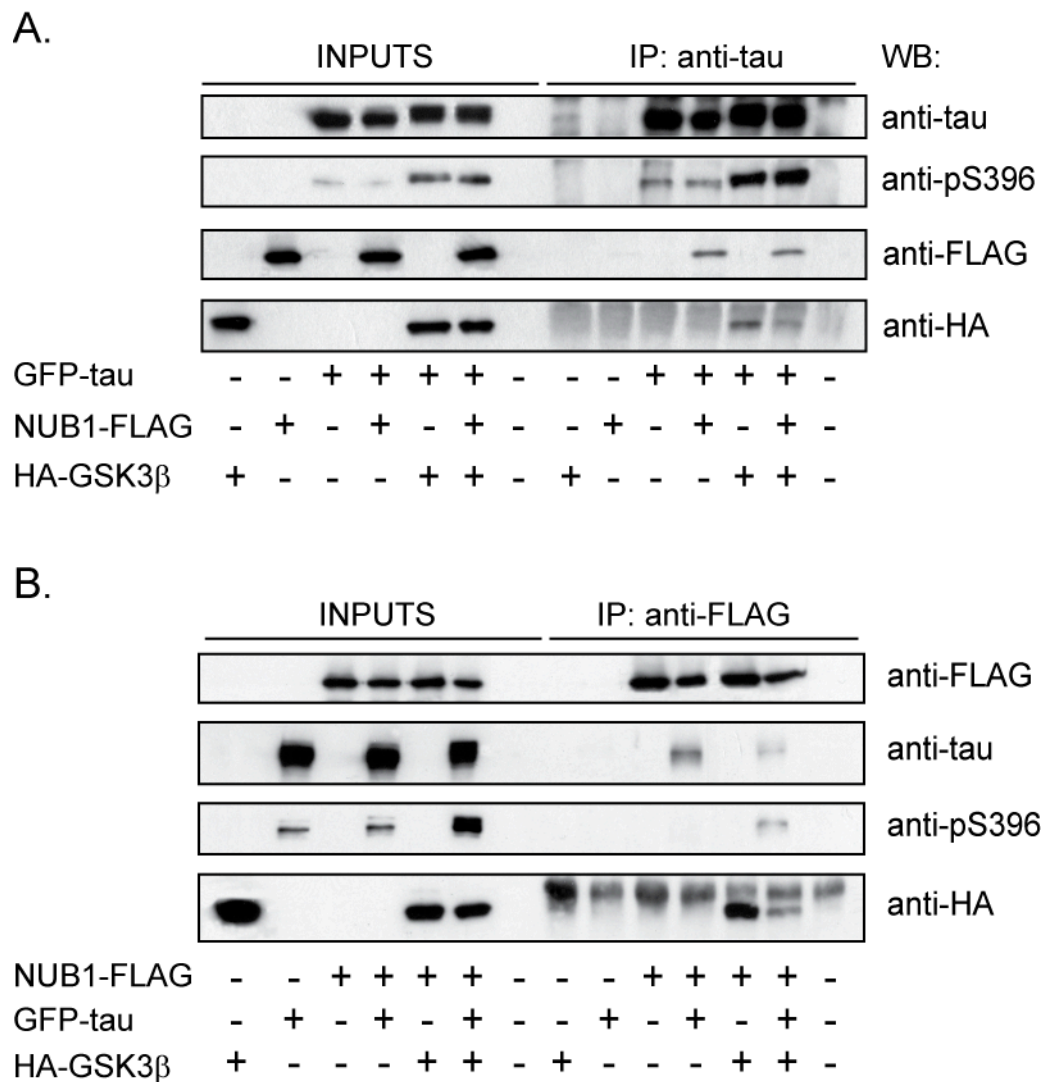 A.
INPUTS IP: anti-tau WB:
anti-tau
anti-pS396
anti-FLAG
anti-HA
GFP-tau - - + + + + - - - + + + + -
NUB1-FLAG - + - + - + - - + - + - + -
HA-GSK3β + - - - + + - + - - - + + -
B.
INPUTS IP: anti-FLAG
anti-FLAG
anti-tau
anti-pS396
anti-HA
NUB1-FLAG - - + + + + - - - + + + + -
GFP-tau - + - + - + - - + - + - + -
HA-GSK3β + - - - + + - + - - - + + -